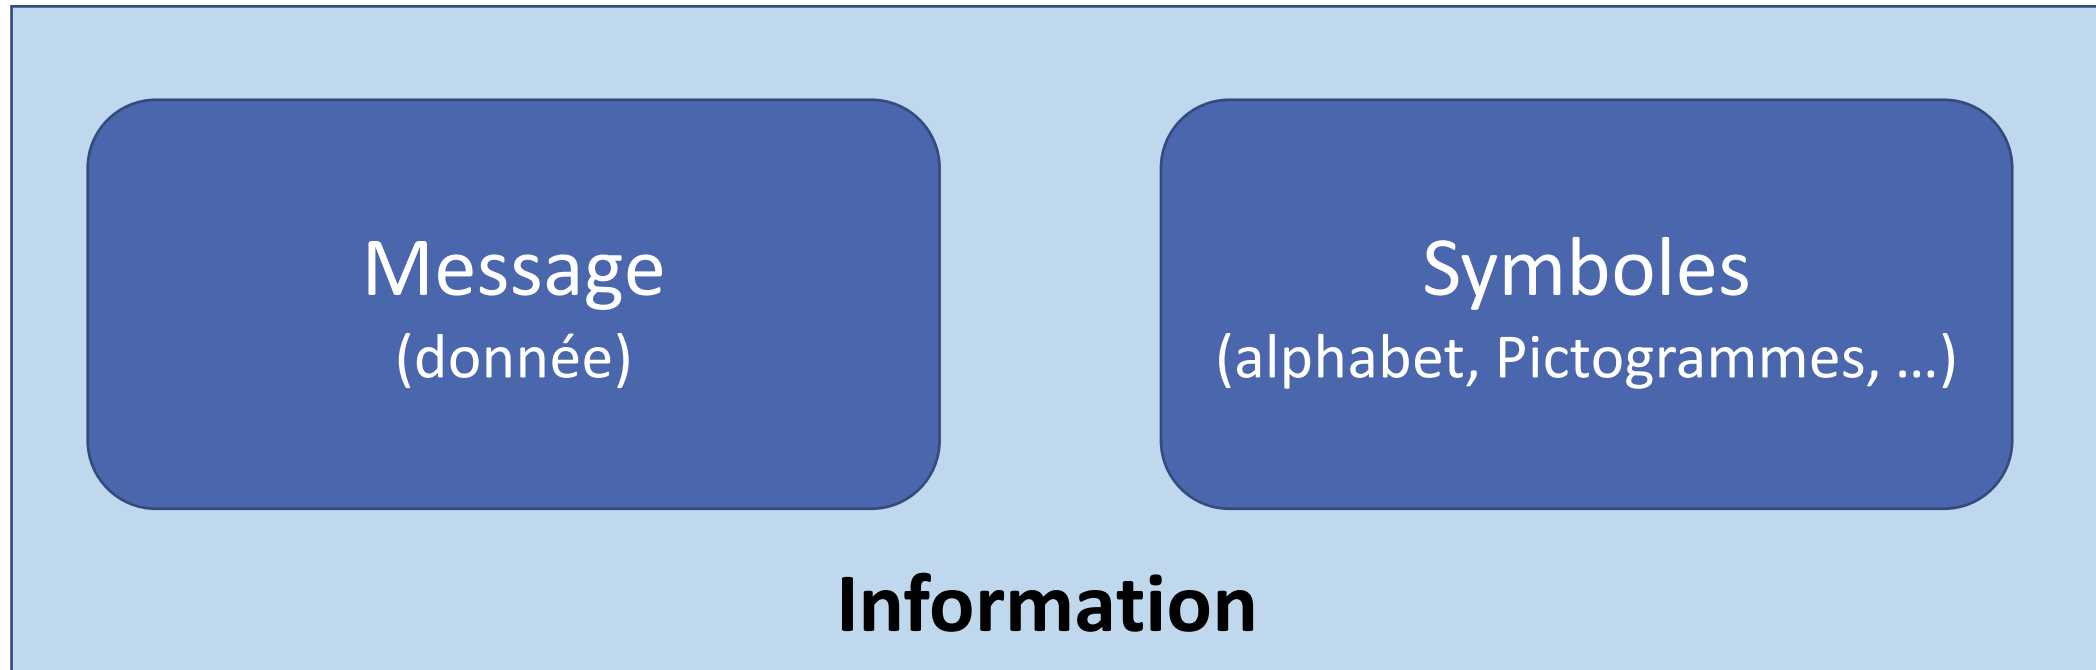 Message
(donnée)
Symboles
(alphabet, Pictogrammes, ...)
Information